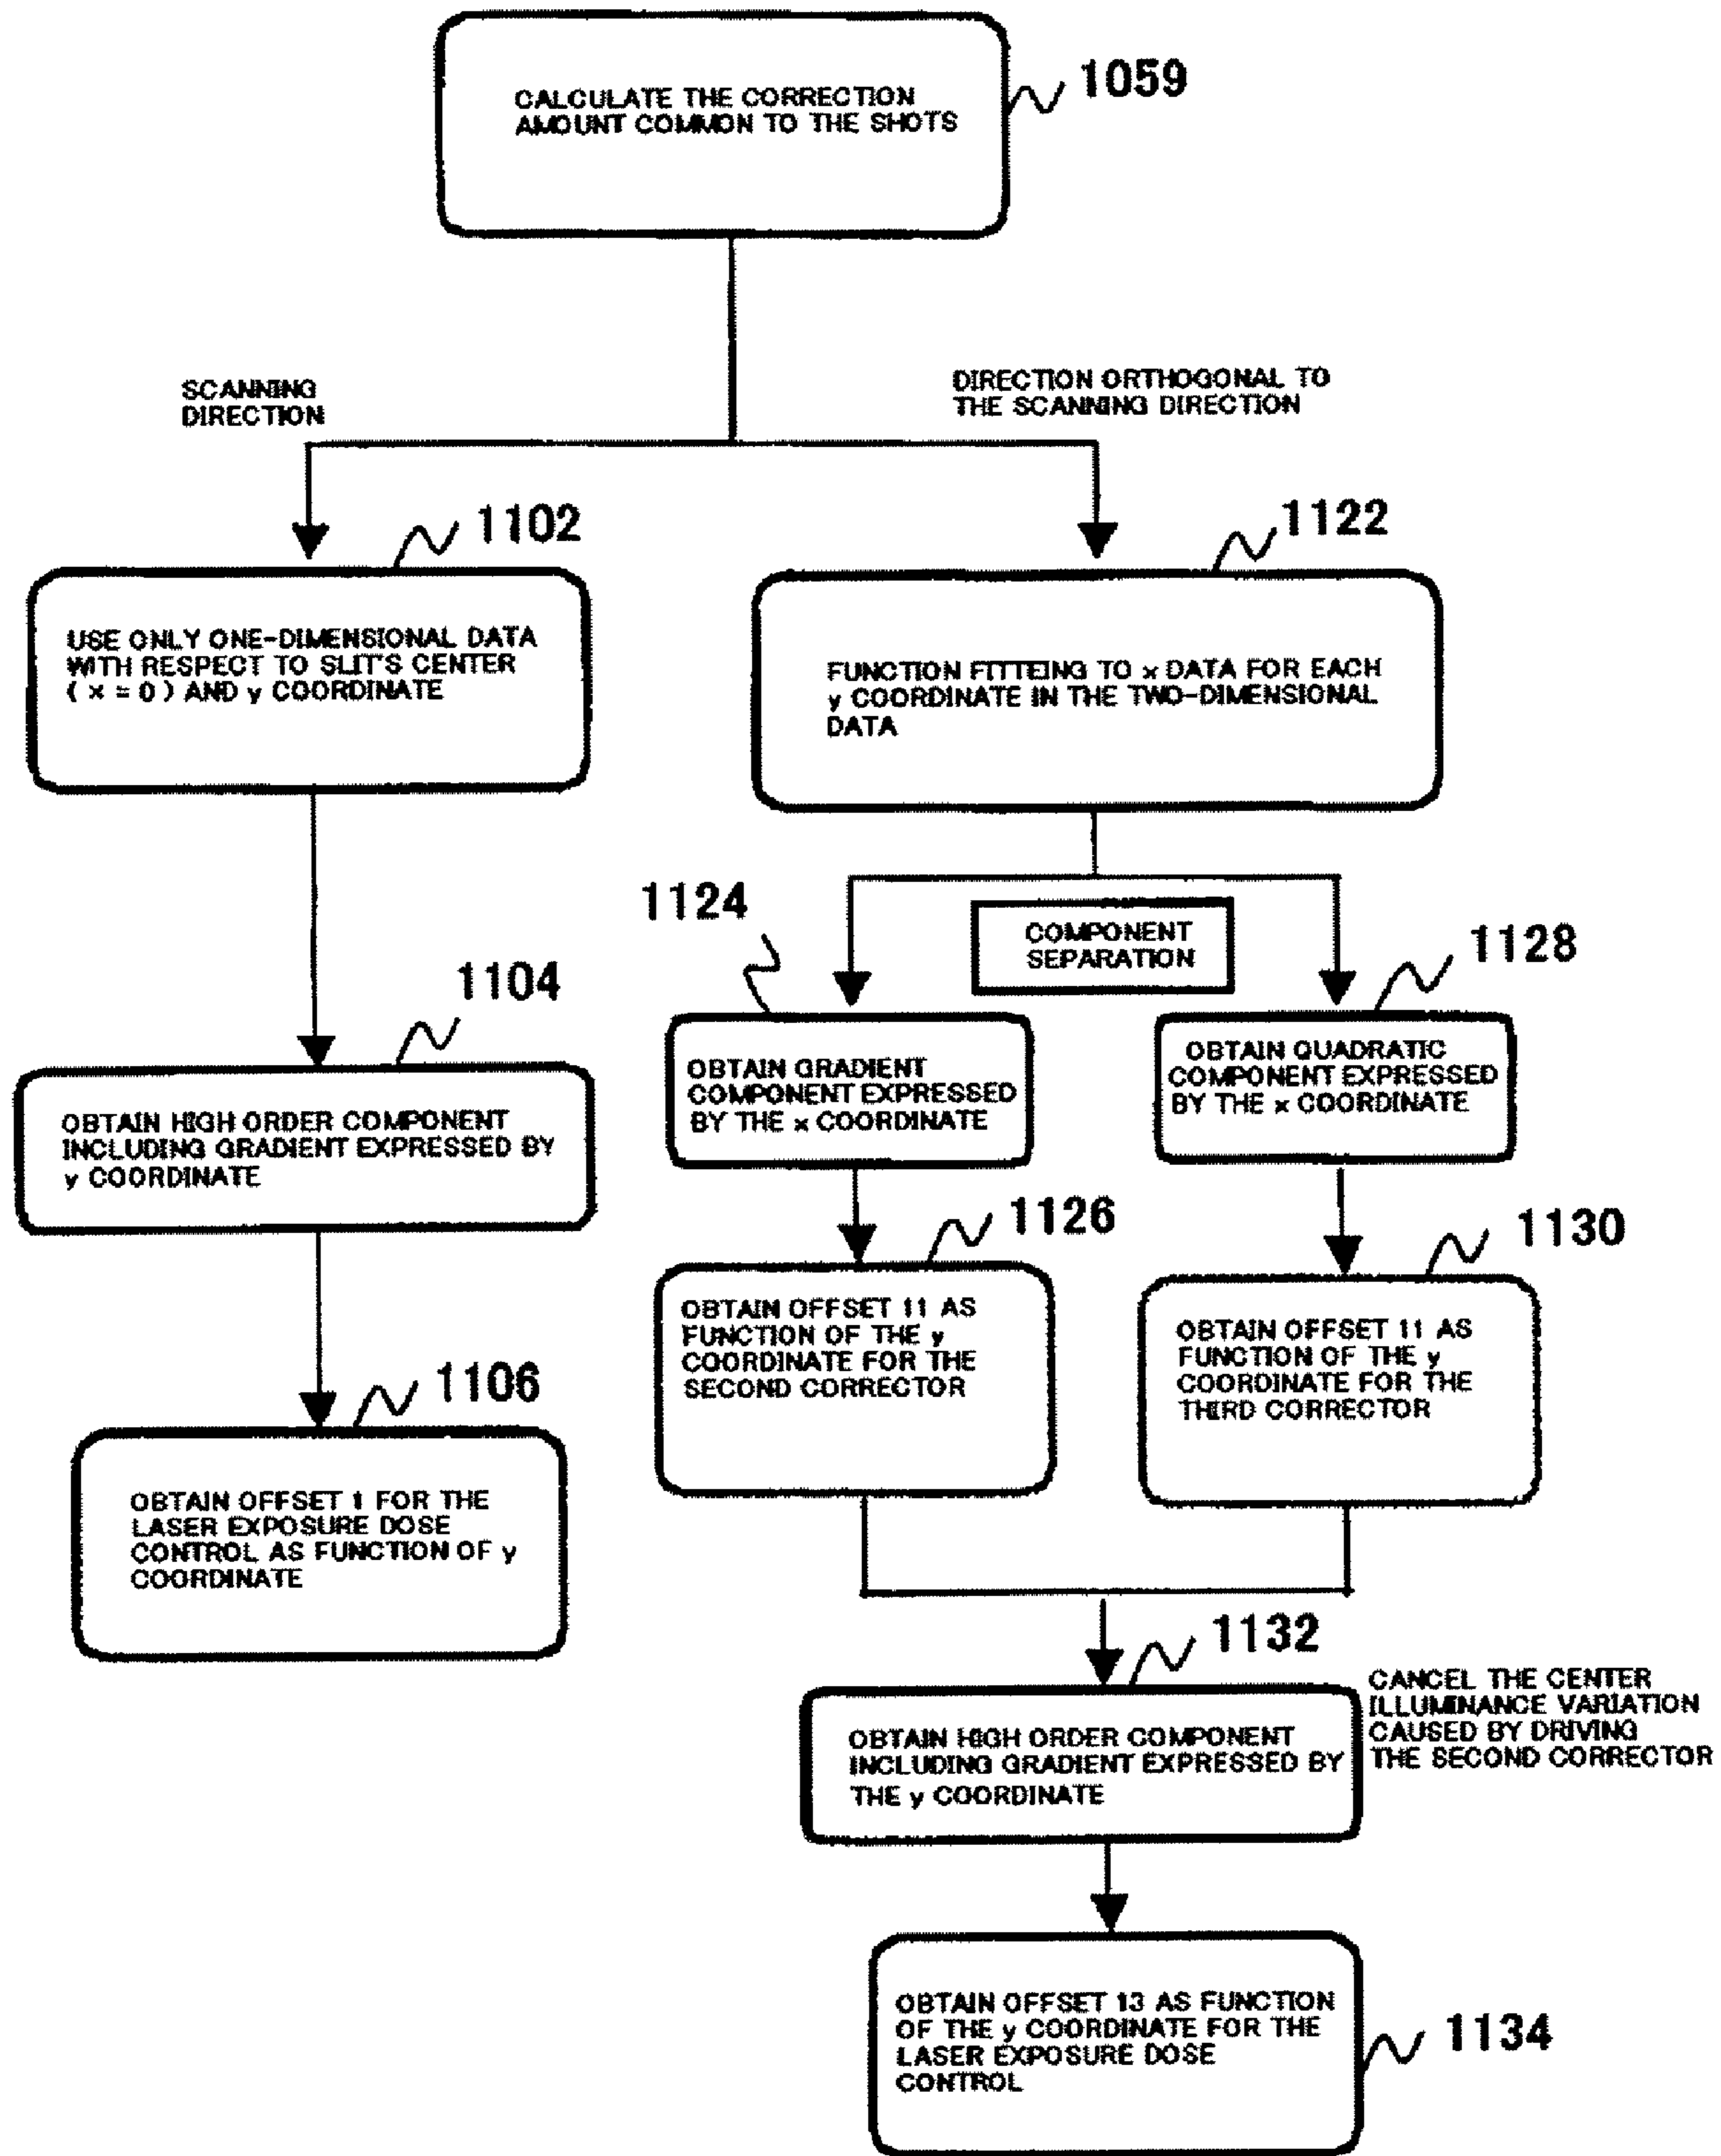 CALCULATE THE CORRECTION
AMOUNT COMMON TO THE SHOTS
1059
SCANNING
DIRECTION
DIRECTION ORTHOGONAL TO
THE SCANNING DIRECTION
1102
USE ONLY ONE-DIMENSIONAL DATA
WITH RESPECT TO SLIT'S CENTER
( x = 0 ) AND y COORDINATE
1122
FUNCTION FITTEING TO x DATA FOR EACH
y COORDINATE IN THE TWO-DIMENSIONAL
DATA
1104
OBTAIN HIGH ORDER COMPONENT
INCLUDING GRADIENT EXPRESSED BY
y COORDINATE
COMPONENT
SEPARATION
1124
OBTAIN GRADIENT
COMPONENT EXPRESSED
BY THE x COORDINATE
1128
OBTAIN QUADRATIC
COMPONENT EXPRESSED
BY THE x COORDINATE
1106
OBTAIN OFFSET 1 FOR THE
LASER EXPOSURE DOSE
CONTROL AS FUNCTION OF y
COORDINATE
1126
OBTAIN OFFSET 11 AS
FUNCTION OF THE y
COORDINATE FOR THE
SECOND CORRECTOR
1130
OBTAIN OFFSET 11 AS
FUNCTION OF THE y
COORDINATE FOR THE
THIRD CORRECTOR
1132
OBTAIN HIGH ORDER COMPONENT
INCLUDING GRADIENT EXPRESSED BY
THE y COORDINATE
CANCEL THE CENTER
ILLUMINANCE VARIATION
CAUSED BY DRIVING
THE SECOND CORRECTOR
OBTAIN OFFSET 13 AS FUNCTION
OF THE y COORDINATE FOR THE
LASER EXPOSURE DOSE
CONTROL
1134